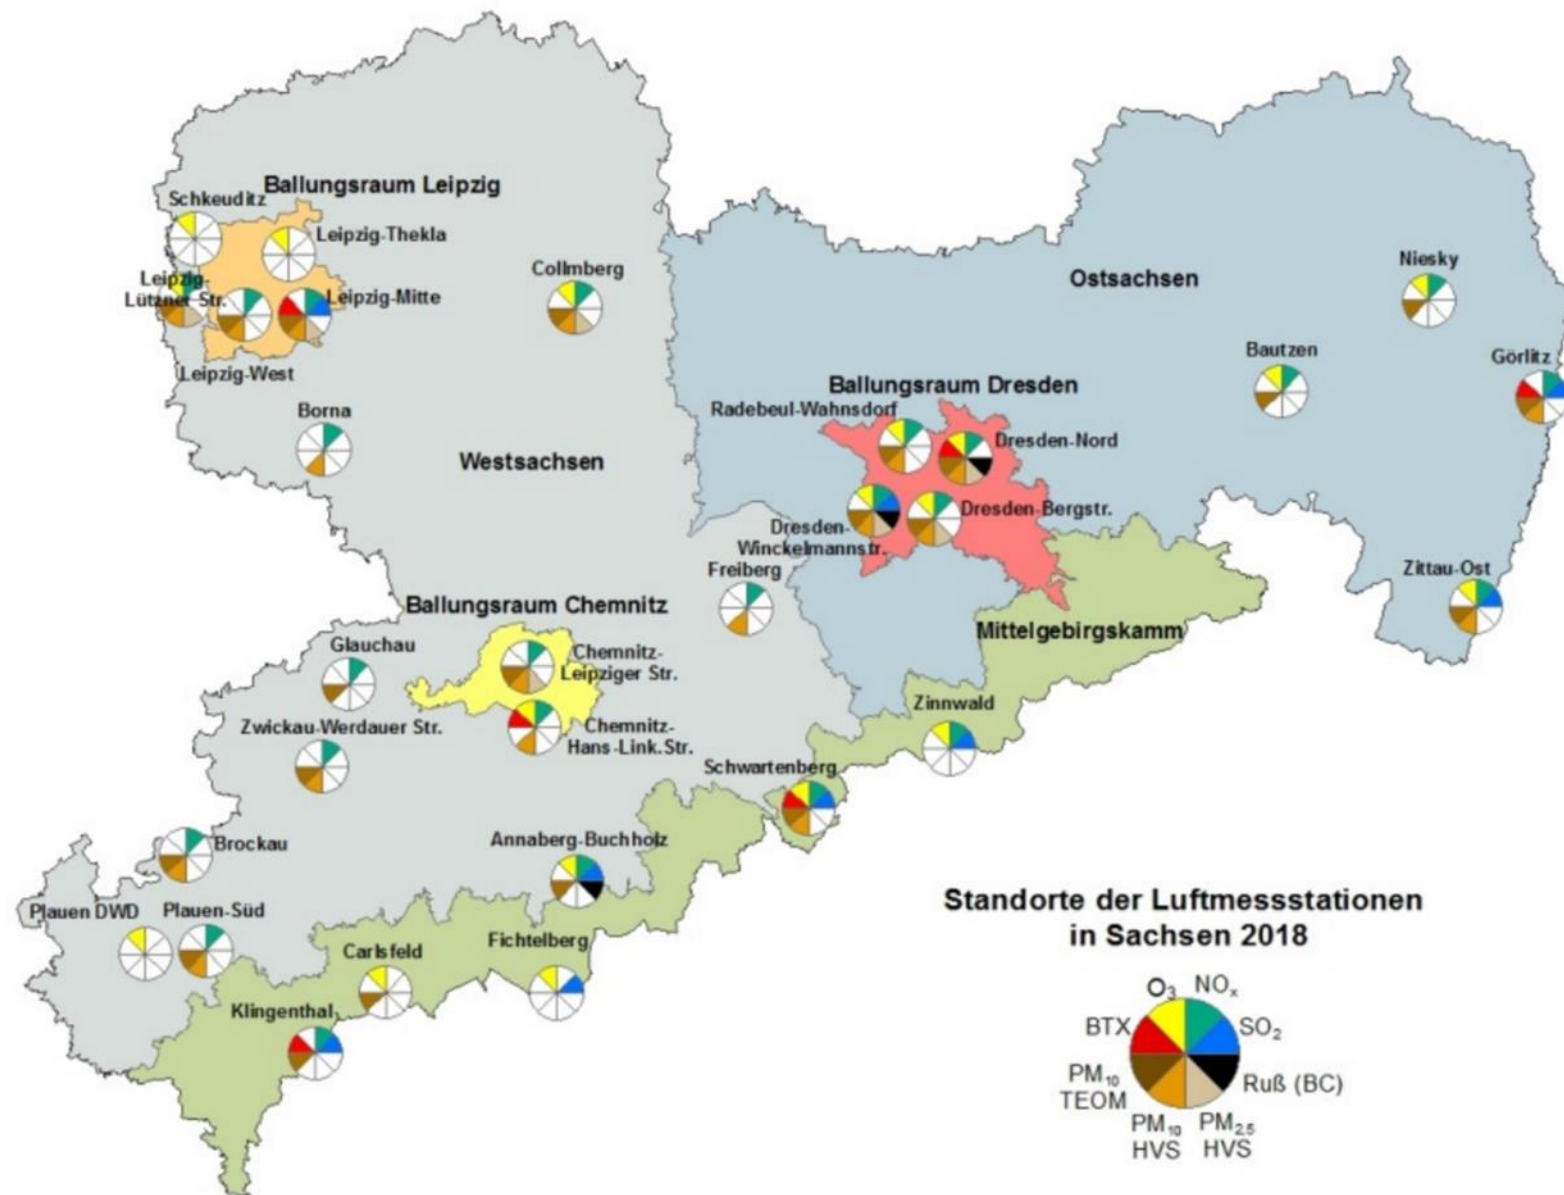 Ballungsraum Leipzig
Schkeuditz
Leipzig-Thekla
Leipzig-
Lützner Str.
Leipzig-Mitte
Leipzig-West
Collmberg
Borna
Westsachsen
Ostsachsen
Niesky
Bautzen
Görlitz
Ballungsraum Dresden
Radebeul-Wahnsdorf
Dresden-Nord
Dresden-Bergstr.
Dresden-
Winckelmannstr.
Freiberg
Zittau-Ost
Ballungsraum Chemnitz
Mittelgebirgskamm
Glauchau
Chemnitz-
Leipziger Str.
Zwickau-Werdauer Str.
Chemnitz-
Hans-Link.Str.
Zinnwald
Schwartenberg
Brockau
Annaberg-Buchholz
Plauen DWD
Plauen-Süd
Carlsfeld
Fichtelberg
Klingenthal
Standorte der Luftmessstationen
in Sachsen 2018
O₃
NOₓ
BTX
SO₂
PM₁₀
TEOM
Ruß (BC)
PM₁₀
HVS
PM₂.₅
HVS